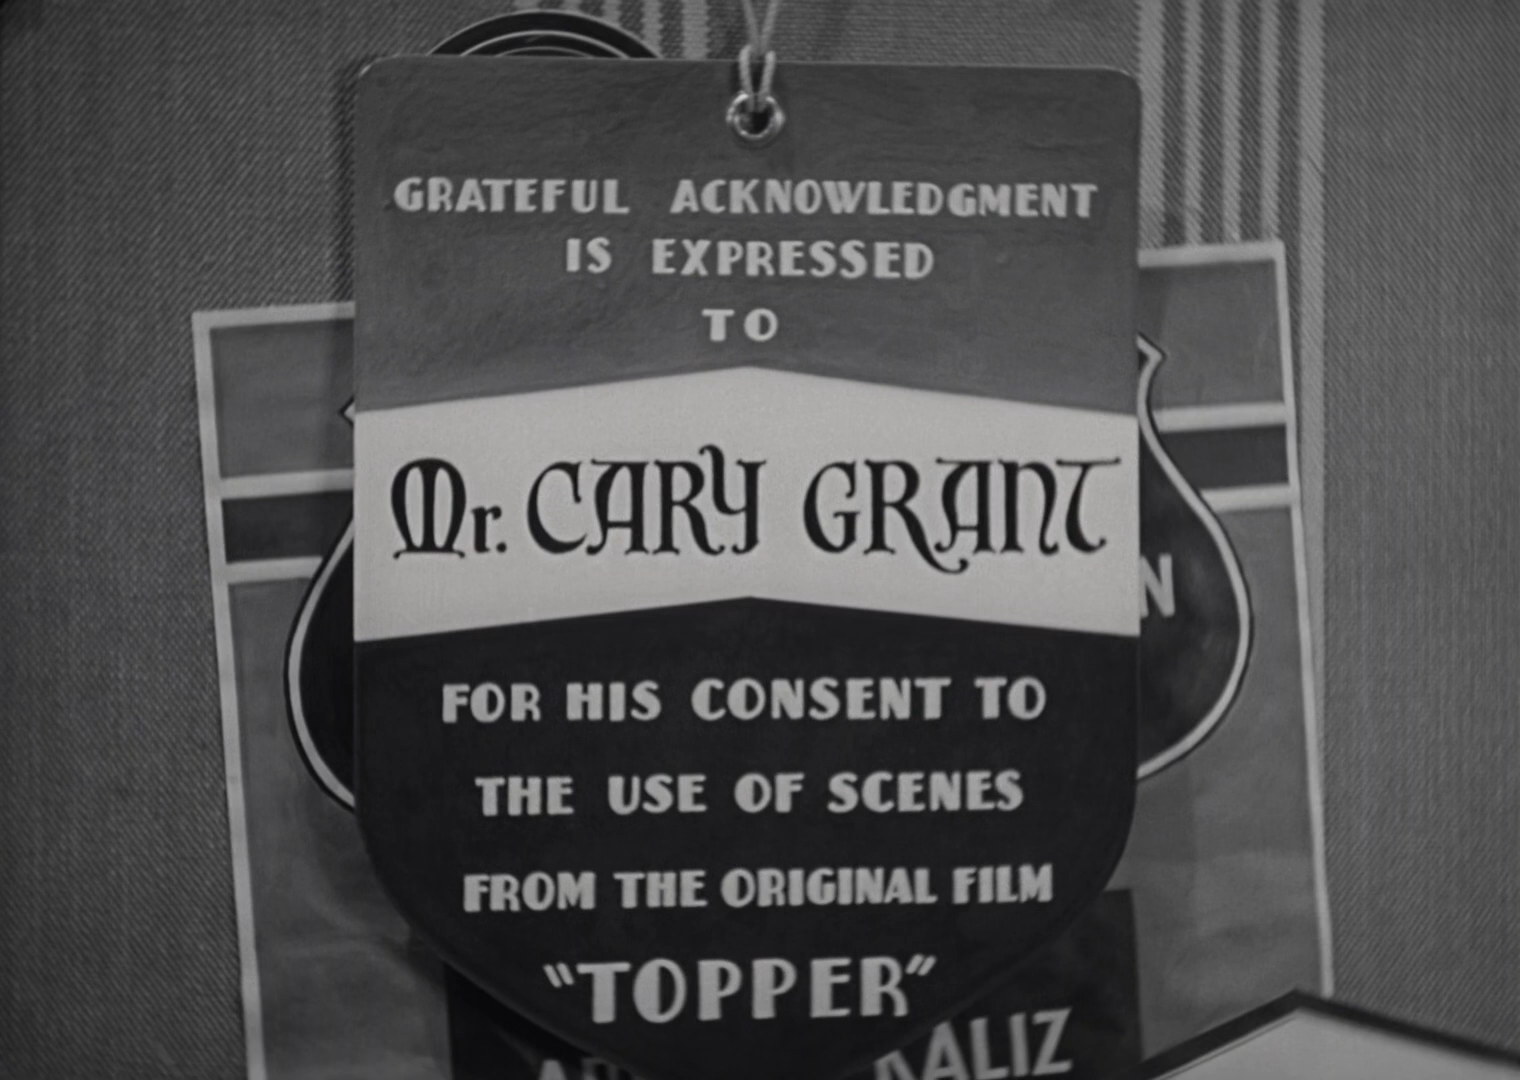 GRATEFUL ACKNOWLEDGMENT
IS EXPRESSED
TO
Mr. CARY GRANT
FOR HIS CONSENT TO
THE USE OF SCENES
FROM THE ORIGINAL FILM
"TOPPER"